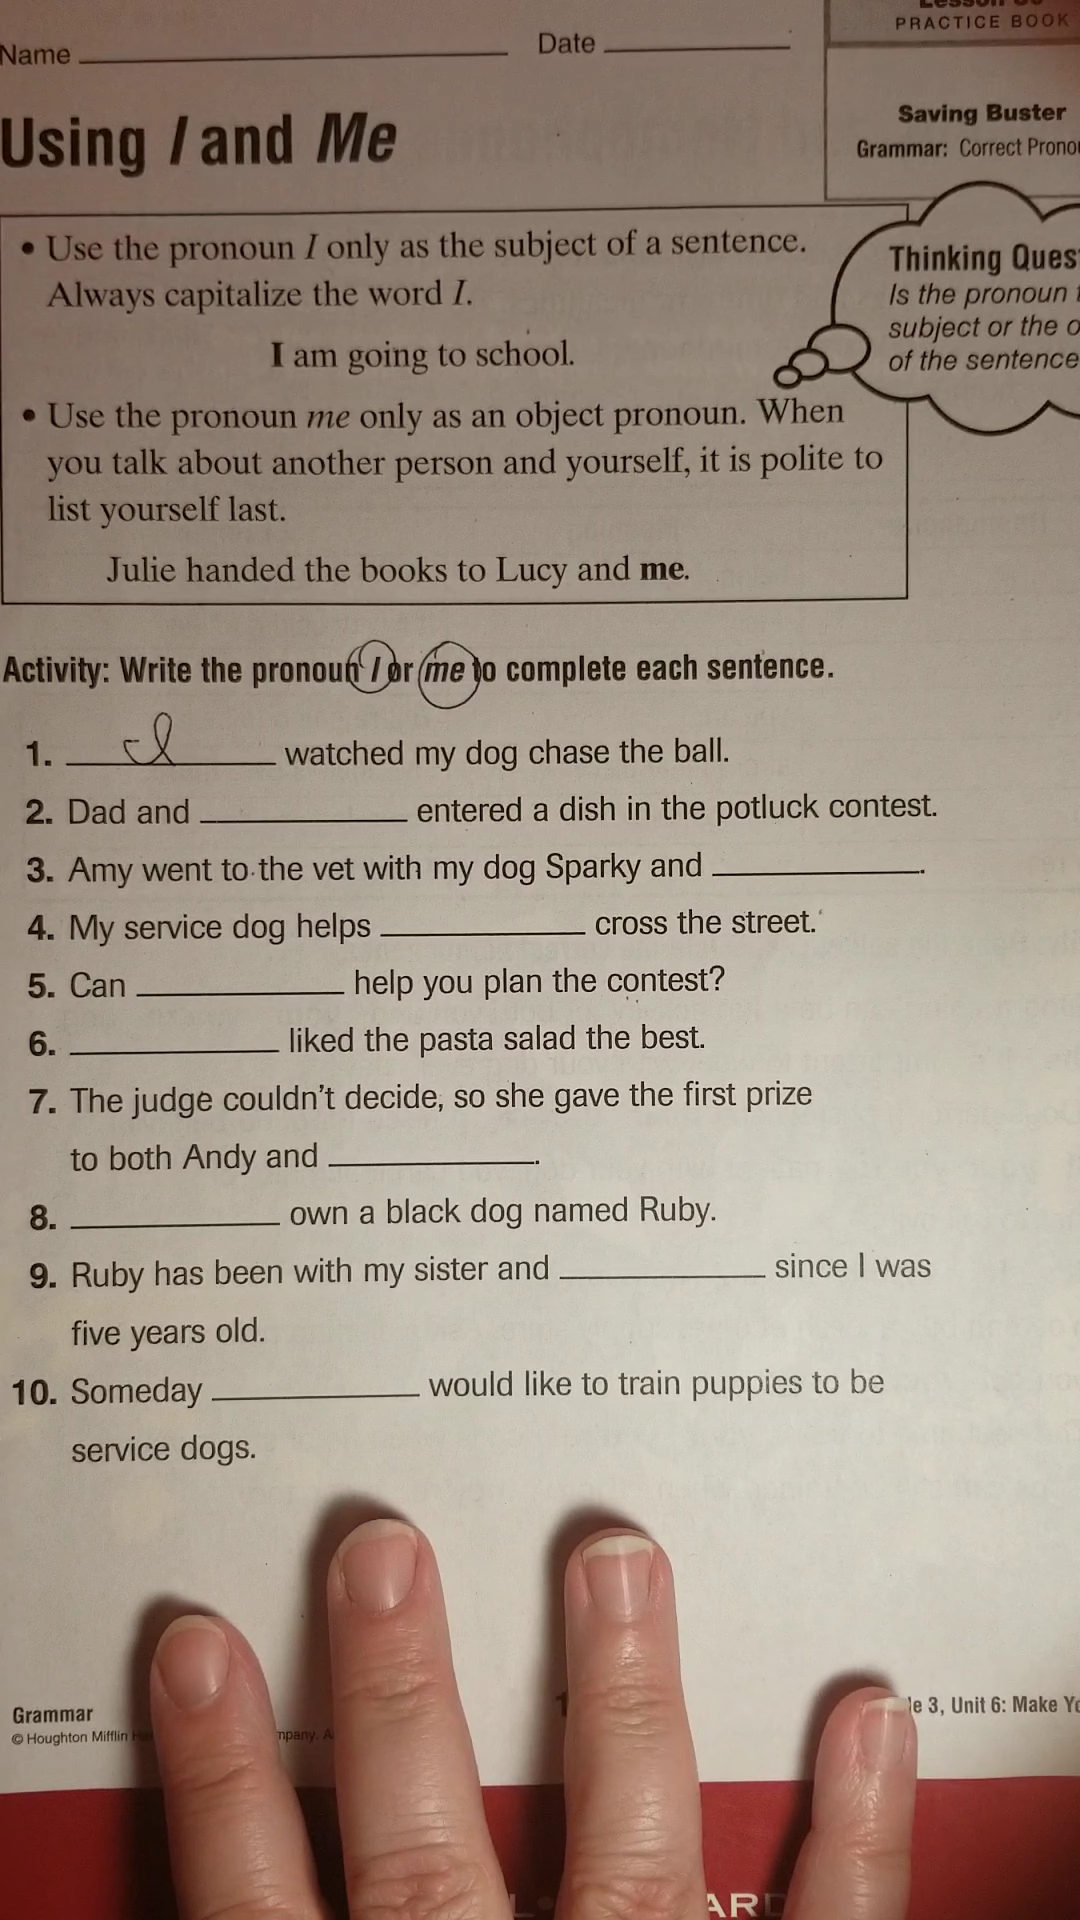 PRACTICE BOOK
Name
Date
Saving Buster
Grammar: Correct
Using I and Me
• Use the pronoun I only as the subject of a sentence.
Always capitalize the word I.
I am going to school.
Thinking
Is the pronoun
subject or the
of the sentence
• Use the pronoun me only as an object pronoun. When
you talk about another person and yourself, it is polite to
list yourself last.
Julie handed the books to Lucy and me.
Activity: Write the pronoun I or me to complete each sentence.
1. I watched my dog chase the ball.
2. Dad and entered a dish in the potluck contest.
3. Amy went to the vet with my dog Sparky and .
4. My service dog helps cross the street.
5. Can help you plan the contest?
6. liked the pasta salad the best.
7. The judge couldn't decide, so she gave the first prize
to both Andy and .
8. own a black dog named Ruby.
9. Ruby has been with my sister and since I was
five years old.
10. Someday would like to train puppies to be
service dogs.
Grammar
3, Unit 6: Make
© Houghton Mifflin